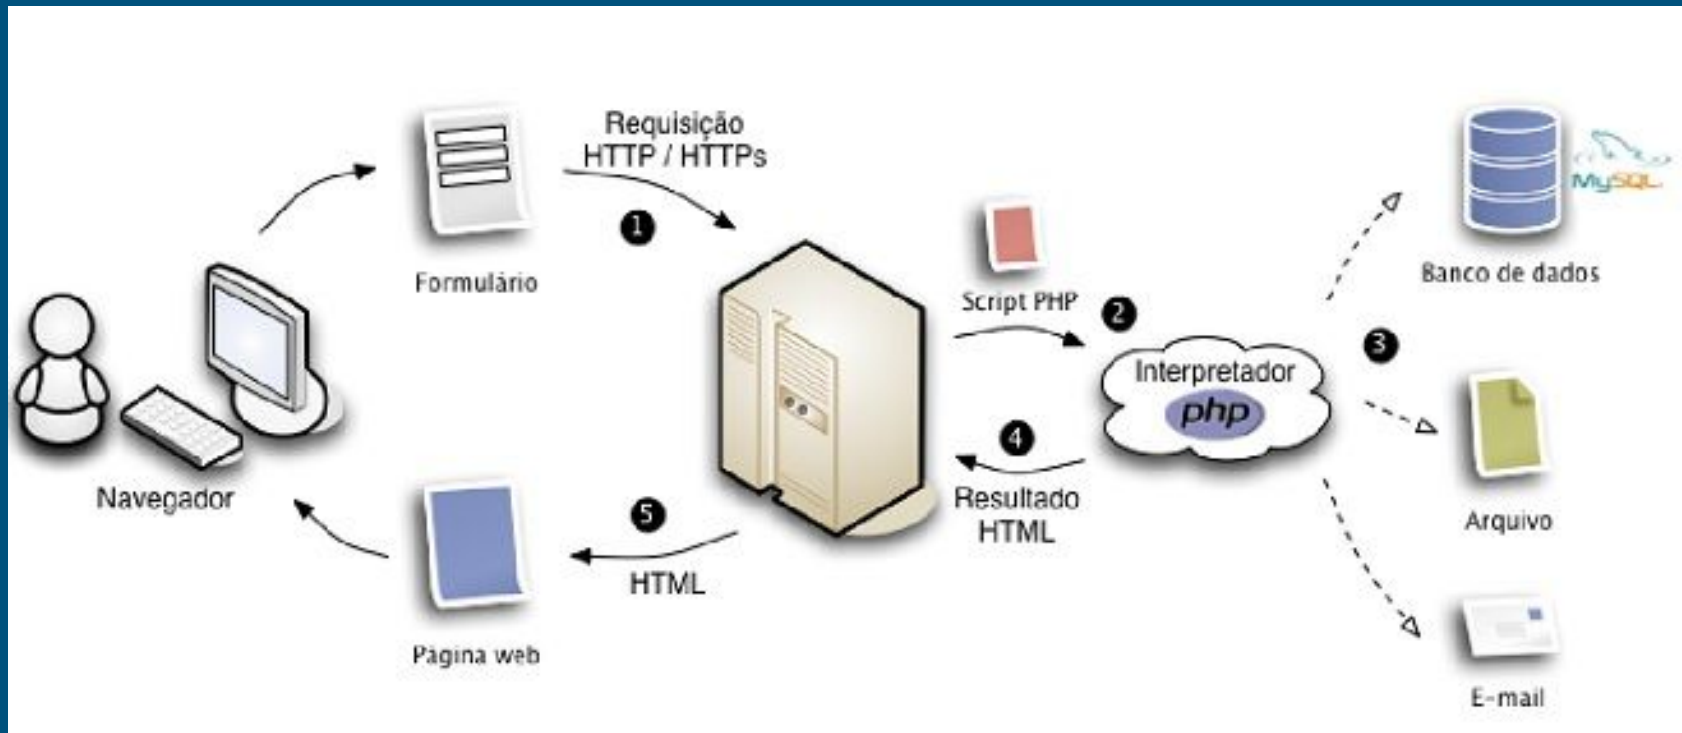 Requisição
HTTP / HTTPs
1
Formulário
Navegador
Script PHP
2
Interpretador
php
3
MySQL
Banco de dados
Arquivo
E-mail
4
Resultado
HTML
5
HTML
Página web